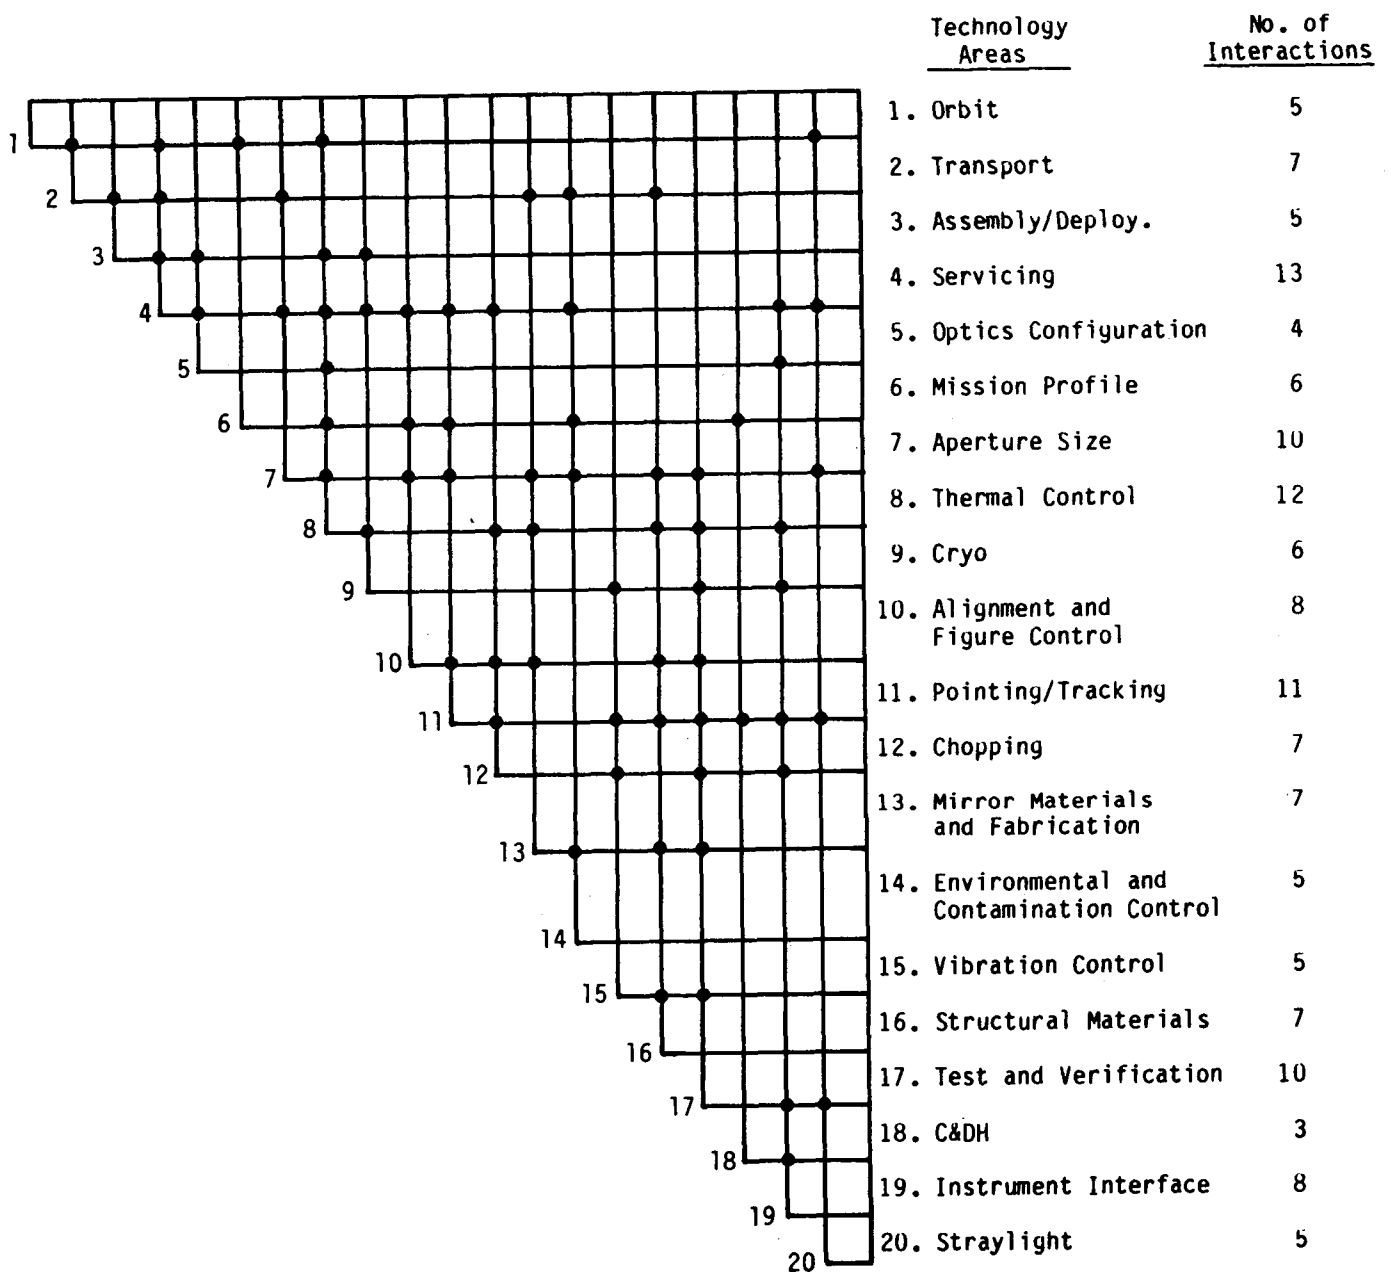 Technology No. of
Areas Interactions
1 1. Orbit 5
2. Transport 7
2
3. Assembly/Deploy. 5
3
4. Servicing 13
4
5. Optics Configuration 4
5
6. Mission Profile 6
6
7. Aperture Size 10
7
8. Thermal Control 12
8
9. Cryo 6
9
10. Alignment and 8
Figure Control
10
11. Pointing/Tracking 11
11
12. Chopping 7
12
13. Mirror Materials 7
and Fabrication
13
14. Environmental and 5
Contamination Control
14
15. Vibration Control 5
15
16. Structural Materials 7
16
17. Test and Verification 10
17
18. C&DH 3
18
19. Instrument Interface 8
19
20. Straylight 5
20